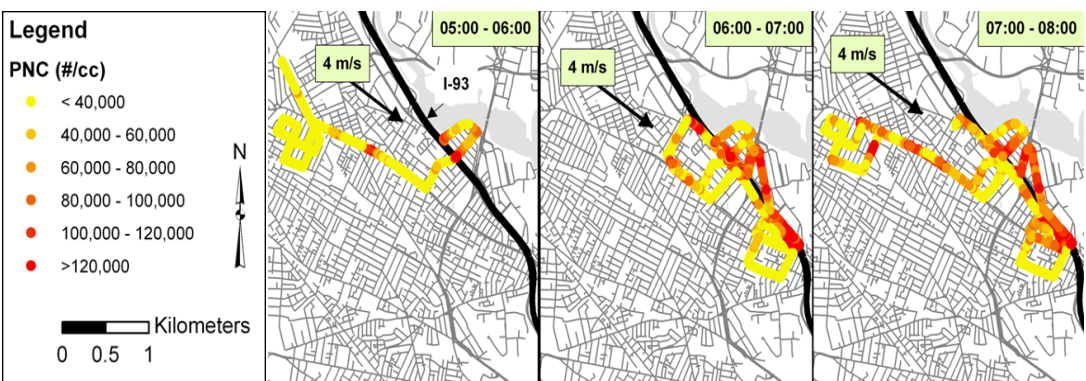 Legend
PNC (#/cc)
< 40,000
40,000 - 60,000
60,000 - 80,000
80,000 - 100,000
100,000 - 120,000
>120,000
N
Kilometers
0 0.5 1
05:00 - 06:00
4 m/s
I-93
06:00 - 07:00
4 m/s
07:00 - 08:00
4 m/s